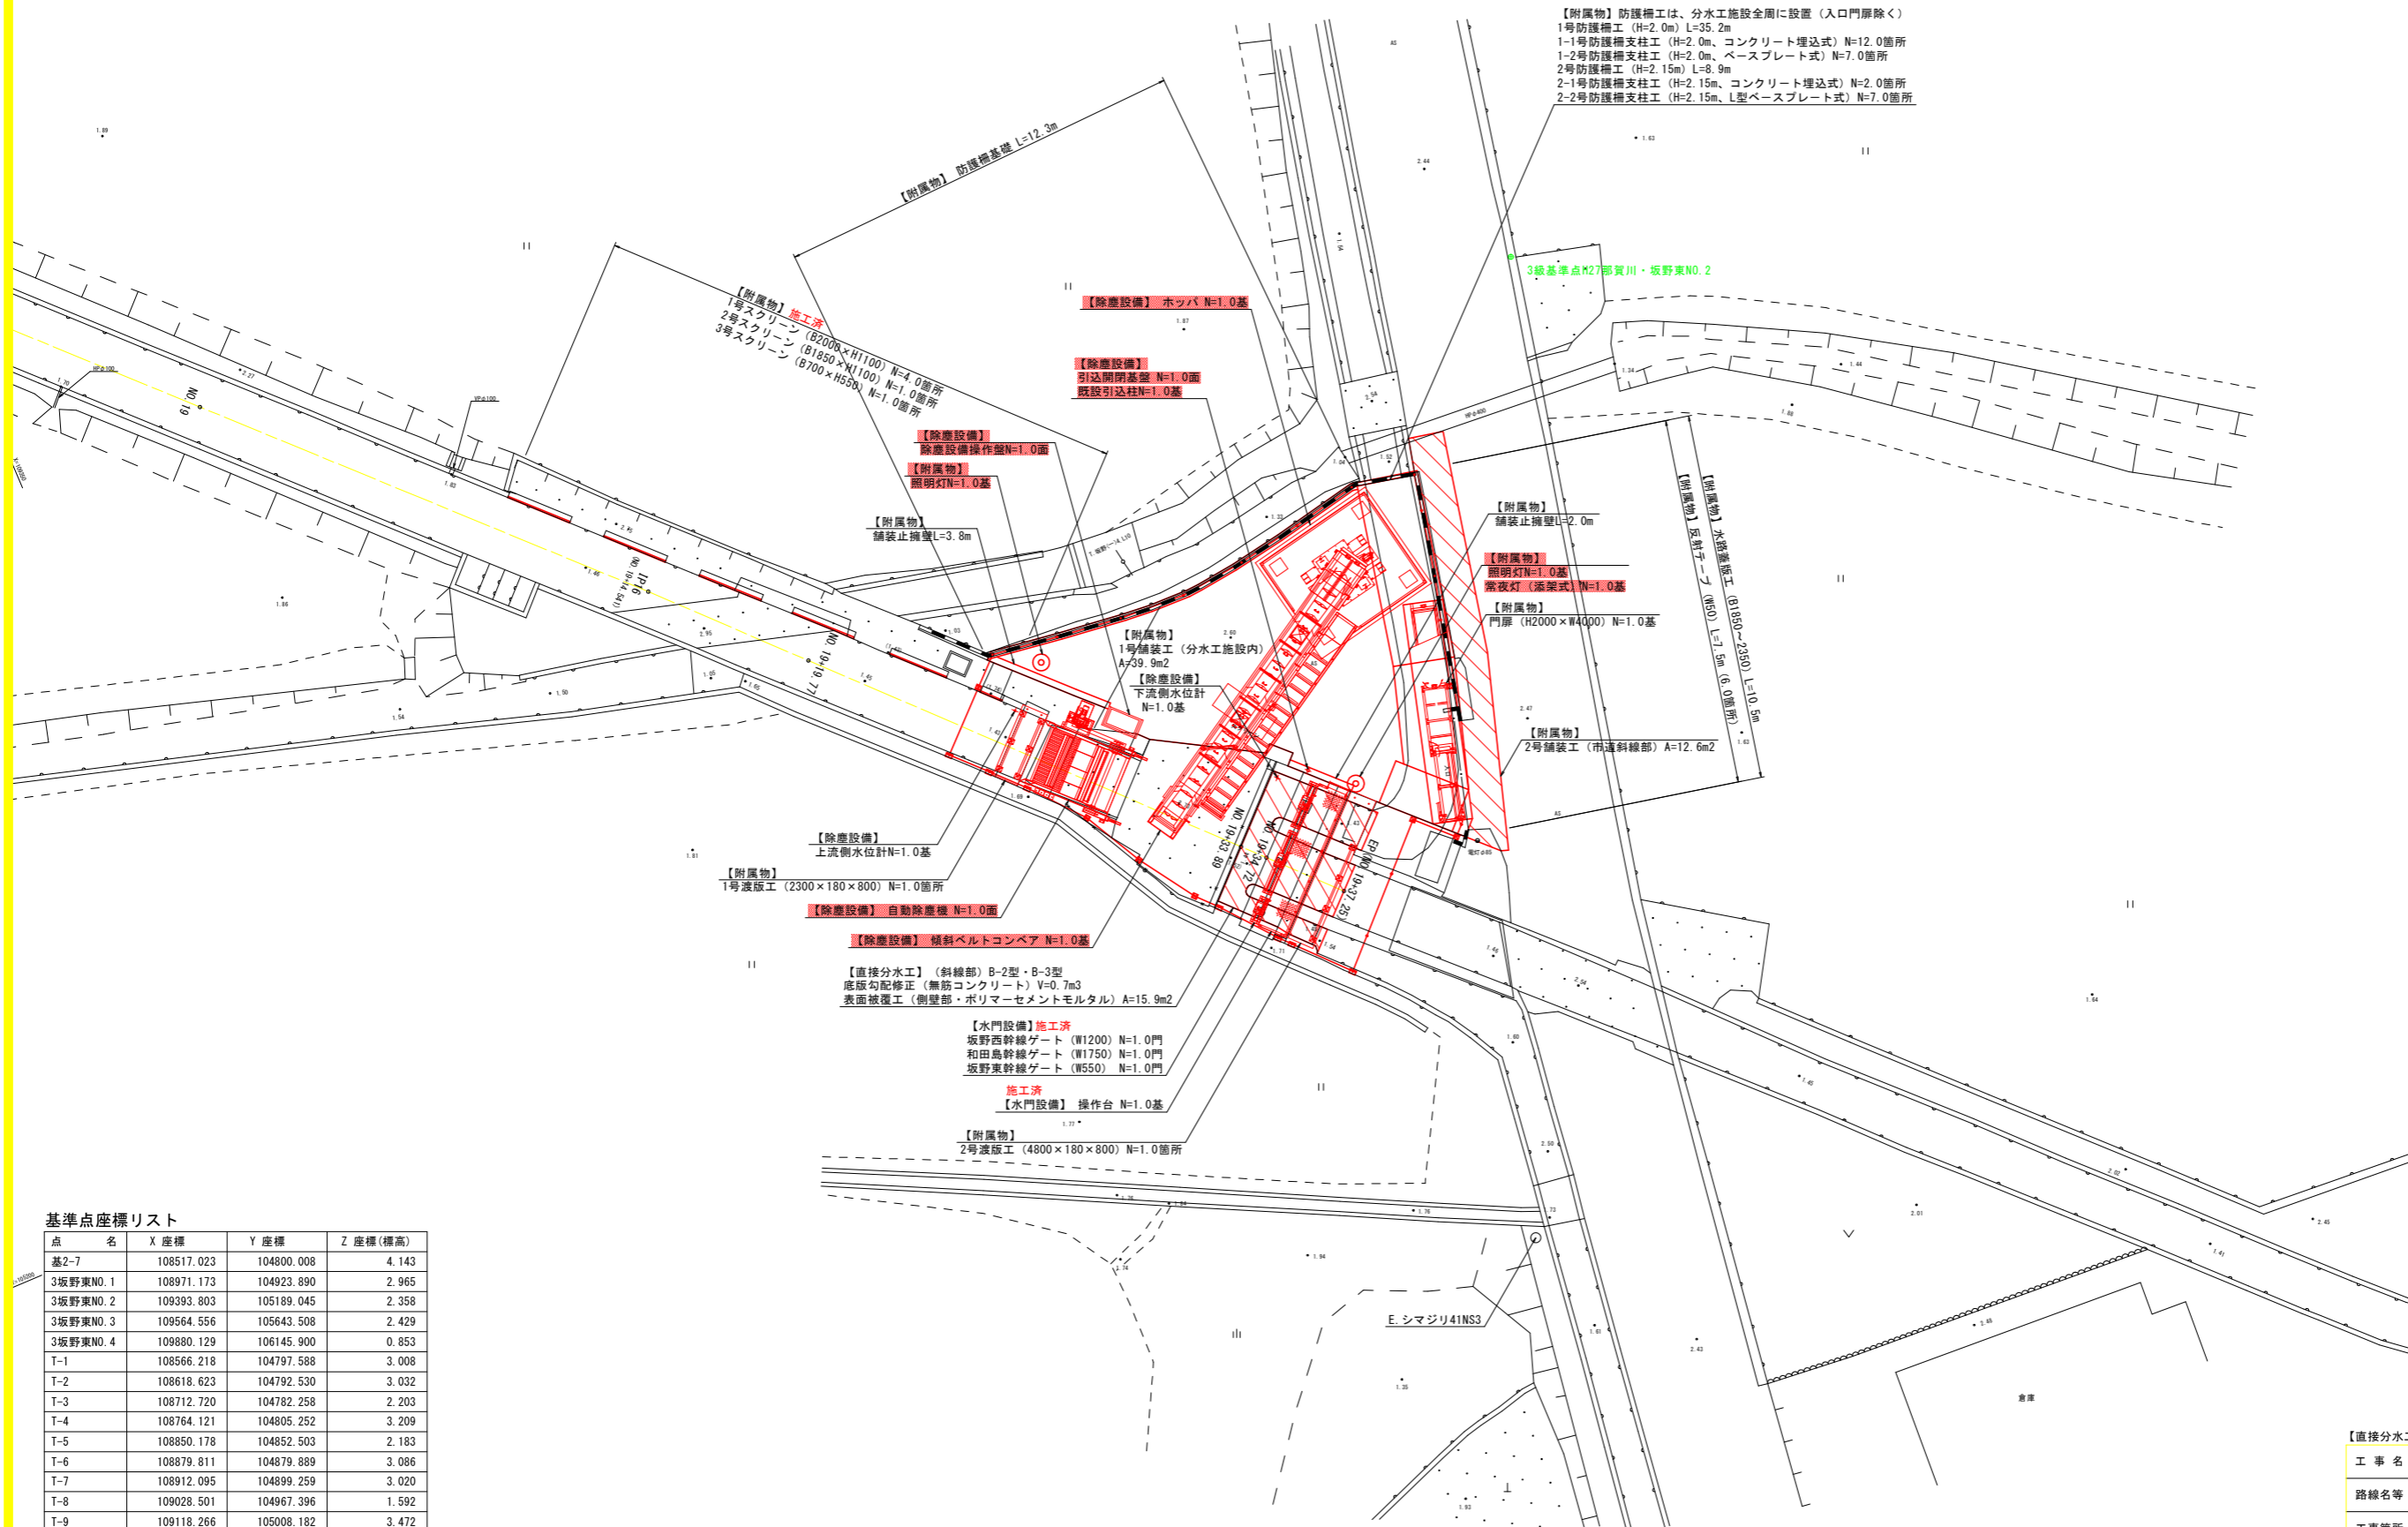 【附属物】防護柵工は、分水工施設全周に設置（入口門扉除く）
1号防護柵工（H=2.0m）L=35.2m
1-1号防護柵支柱工（H=2.0m、コンクリート埋込式）N=12.0箇所
1-2号防護柵支柱工（H=2.0m、ベースプレート式）N=7.0箇所
2号防護柵工（H=2.15m）L=8.9m
2-1号防護柵支柱工（H=2.15m、コンクリート埋込式）N=2.0箇所
2-2号防護柵支柱工（H=2.15m、L型ベースプレート式）N=7.0箇所
【附属物】 防護柵基礎 L=12.3m
3級基準点H27那賀川・坂野東NO.2
【附属物】 施工済
1号スクリーン（B2000×H1100）N=4.0箇所
2号スクリーン（B1850×H1100）N=1.0箇所
3号スクリーン（B700×H550）N=1.0箇所
【除塵設備】 ホッパ N=1.0基
【除塵設備】
引込開閉基盤 N=1.0面
既設引込柱N=1.0基
【除塵設備】
除塵設備操作盤N=1.0面
【附属物】
照明灯N=1.0基
【附属物】
舗装止擁壁L=3.8m
【附属物】
舗装止擁壁L=2.0m
【附属物】
照明灯N=1.0基
常夜灯（添架式）N=1.0基
【附属物】
門扉（H2000×W4000）N=1.0基
【附属物】水路蓋版工（B1850~2350）L=10.5m
【附属物】反射テープ（W50）L=7.5m（6.0箇所）
【附属物】
1号舗装工（分水工施設内）
A=39.9m2
【除塵設備】
下流側水位計
N=1.0基
【附属物】
2号舗装工（市道斜線部）A=12.6m2
NO.19
IP16
(NO.19+14.541)
NO.19+19.77
NO.19+33.89
NO.19+34.72
EP(NO.19+37.25)
HPφ100
VPφ100
HPφ400
電灯φ65
入口
【除塵設備】
上流側水位計N=1.0基
【附属物】
1号渡版工（2300×180×800）N=1.0箇所
【除塵設備】 自動除塵機 N=1.0面
【除塵設備】 傾斜ベルトコンベア N=1.0基
【直接分水工】（斜線部）B-2型・B-3型
底版勾配修正（無筋コンクリート）V=0.7m3
表面被覆工（側壁部・ポリマーセメントモルタル）A=15.9m2
【水門設備】施工済
坂野西幹線ゲート（W1200）N=1.0門
和田島幹線ゲート（W1750）N=1.0門
坂野東幹線ゲート（W550） N=1.0門
施工済
【水門設備】 操作台 N=1.0基
【附属物】
2号渡版工（4800×180×800）N=1.0箇所
E.シマジリ41NS3
倉庫
基準点座標リスト
点 名 X 座標 Y 座標 Z 座標(標高)
基2-7 108517.023 104800.008 4.143
3坂野東NO.1 108971.173 104923.890 2.965
3坂野東NO.2 109393.803 105189.045 2.358
3坂野東NO.3 109564.556 105643.508 2.429
3坂野東NO.4 109880.129 106145.900 0.853
T-1 108566.218 104797.588 3.008
T-2 108618.623 104792.530 3.032
T-3 108712.720 104782.258 2.203
T-4 108764.121 104805.252 3.209
T-5 108850.178 104852.503 2.183
T-6 108879.811 104879.889 3.086
T-7 108912.095 104899.259 3.020
T-8 109028.501 104967.396 1.592
T-9 109118.266 105008.182 3.472
【直接分水工
工 事 名
路線名等